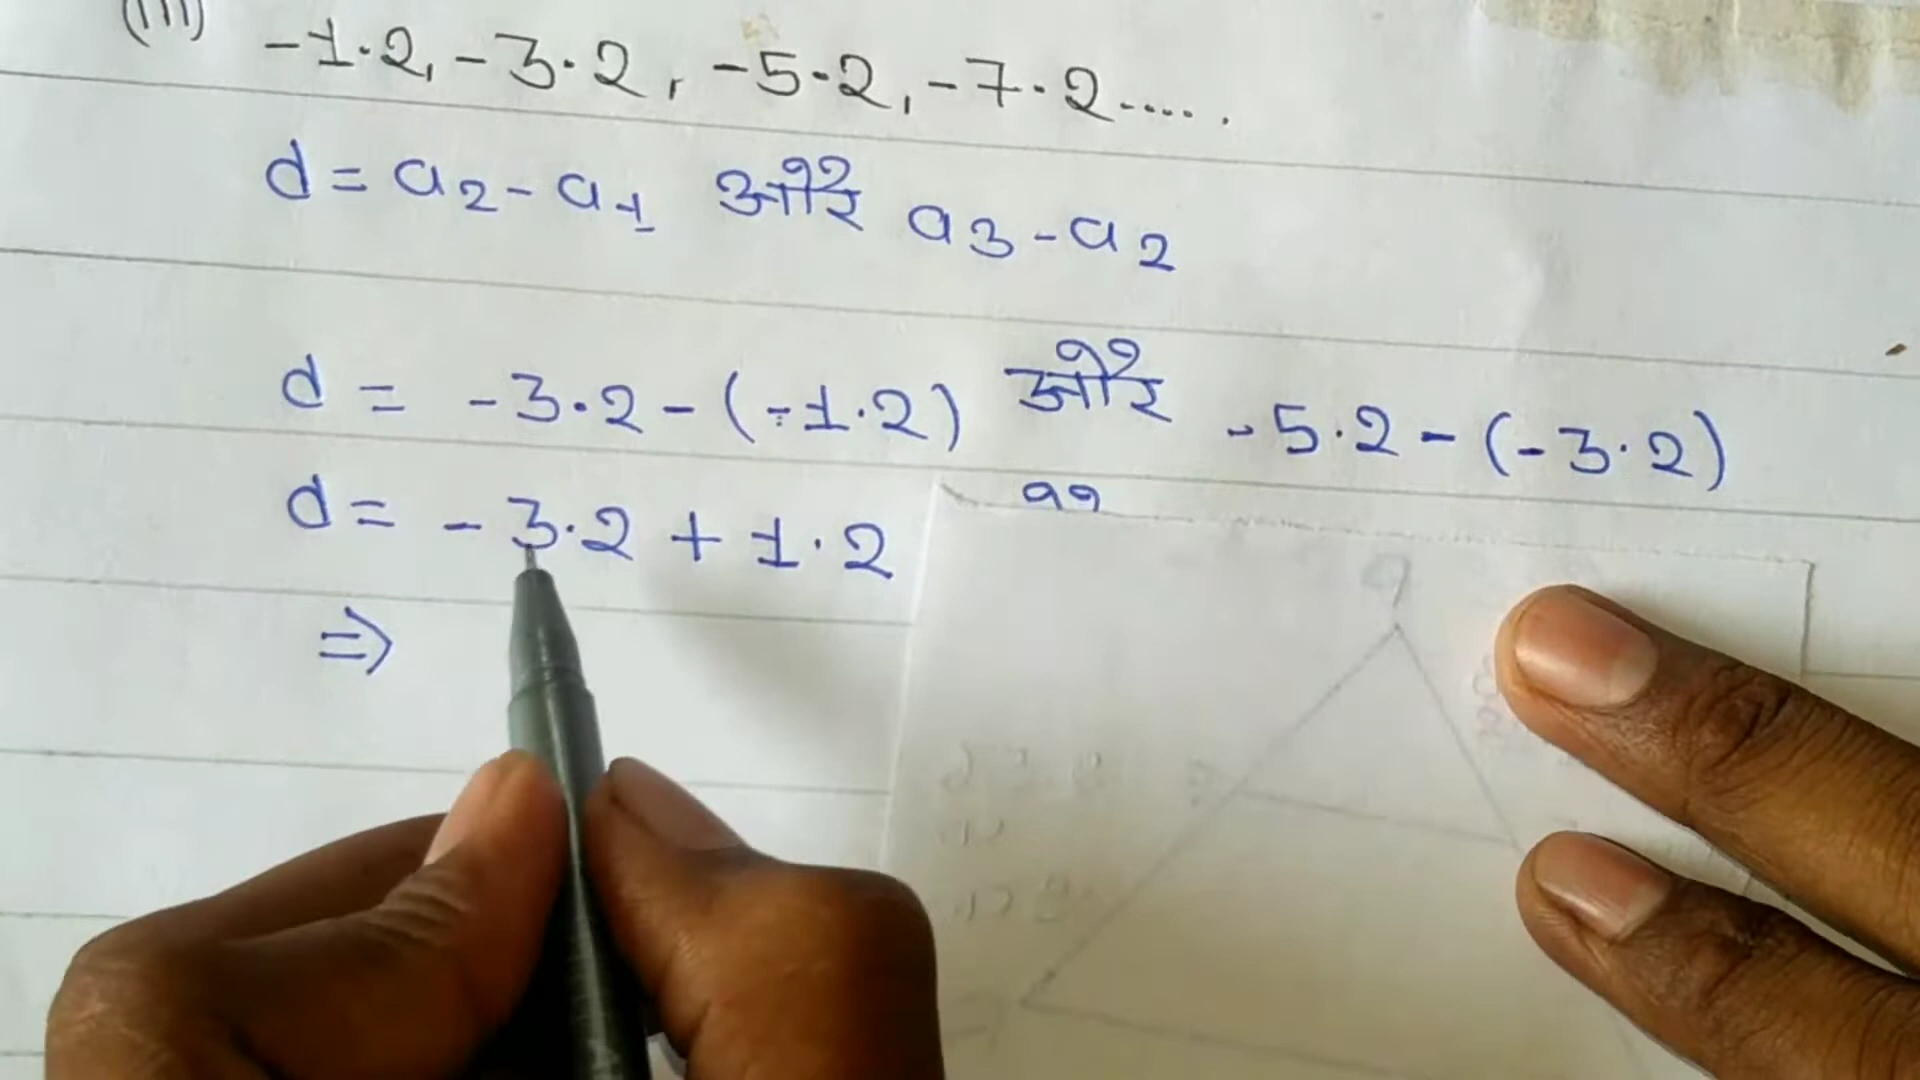 (iii) -1·2, -3·2, -5·2, -7·2.....
d = a2 - a1 और a3 - a2
d = -3·2 - (-1·2) और -5·2 - (-3·2)
d = -3·2 + 1·2
⇒